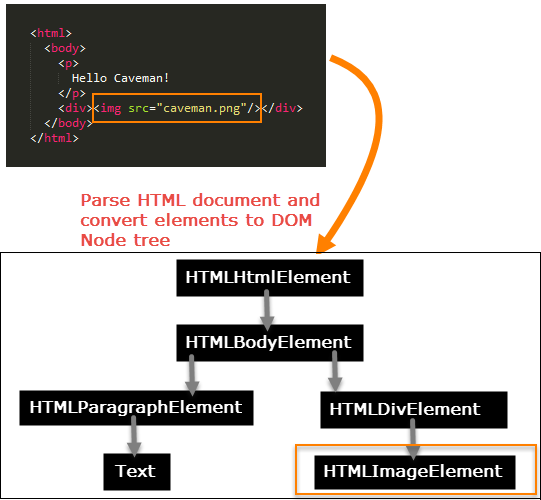 <html>
<body>
<p>
Hello Caveman!
</p>
<div><img src="caveman.png"/></div>
</body>
</html>
Parse HTML document and
convert elements to DOM
Node tree
HTMLHtmlElement
HTMLBodyElement
HTMLParagraphElement
HTMLDivElement
Text
HTMLImageElement